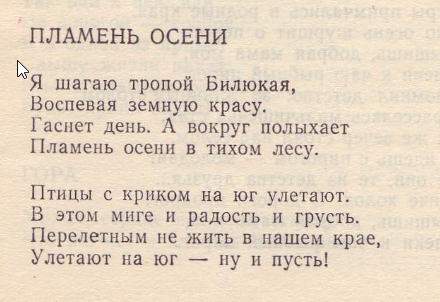 ПЛАМЕНЬ ОСЕНИ
Я шагаю тропой Билюкая,
Воспевая земную красу.
Гаснет день. А вокруг полыхает
Пламень осени в тихом лесу.
Птицы с криком на юг улетают.
В этом миге и радость и грусть.
Перелетным не жить в нашем крае,
Улетают на юг — ну и пусть!